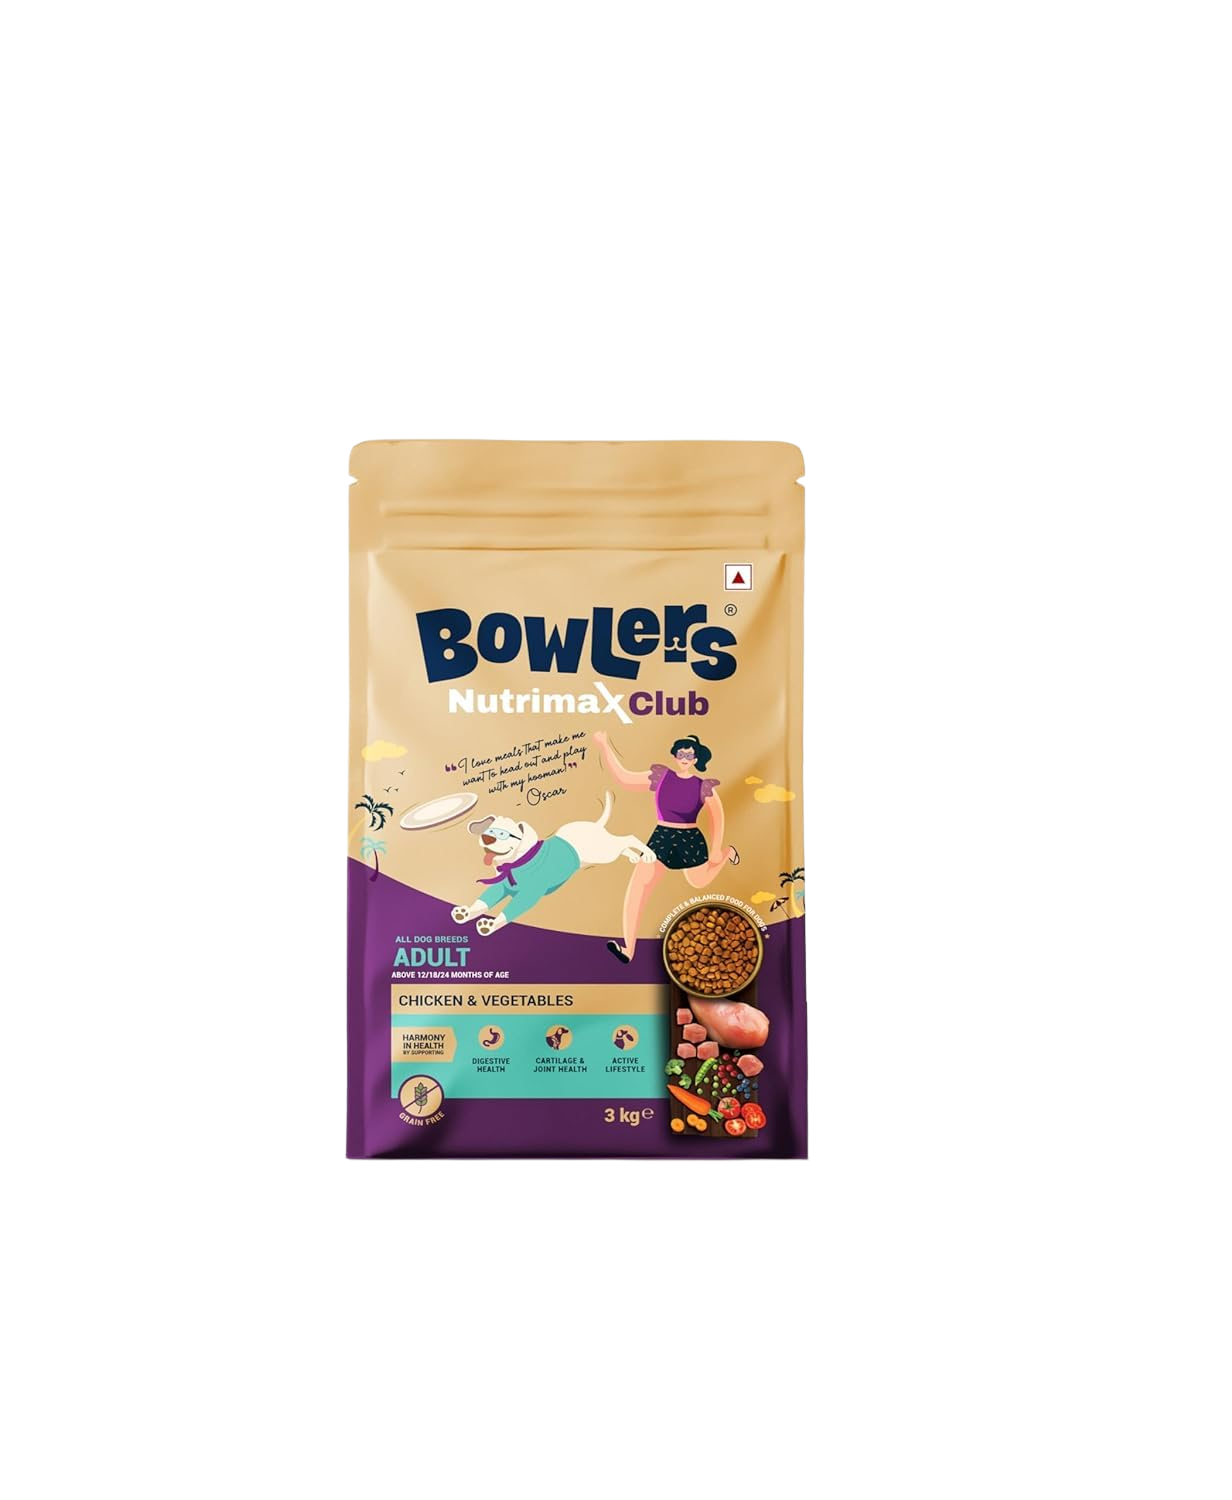 BOWLers ®
NutrimaxClub
"I love meals that make me
want to head out and play
with my hooman!"
- Oscar
COMPLETE & BALANCED FOOD FOR DOGS
ALL DOG BREEDS
ADULT
ABOVE 12/18/24 MONTHS OF AGE
CHICKEN & VEGETABLES
HARMONY
IN HEALTH
BY SUPPORTING
DIGESTIVE
HEALTH
CARTILAGE &
JOINT HEALTH
ACTIVE
LIFESTYLE
GRAIN FREE
3 kg℮